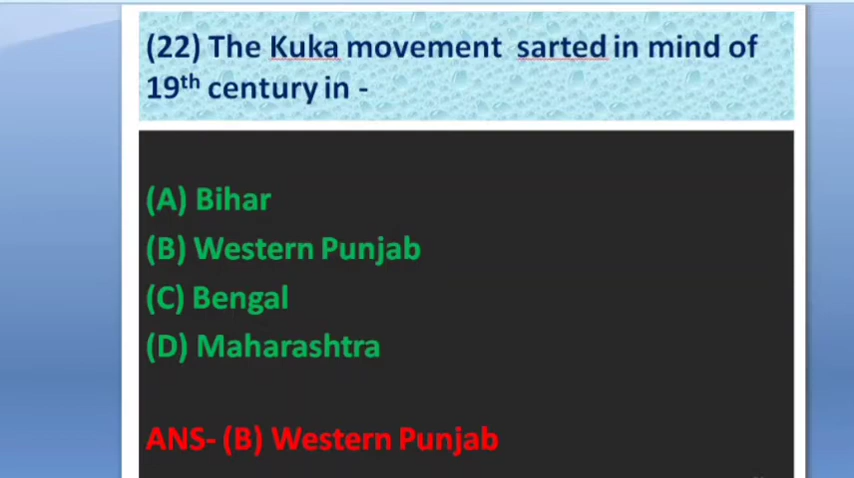 (22) The Kuka movement sarted in mind of
19th century in -
(A) Bihar
(B) Western Punjab
(C) Bengal
(D) Maharashtra
ANS- (B) Western Punjab